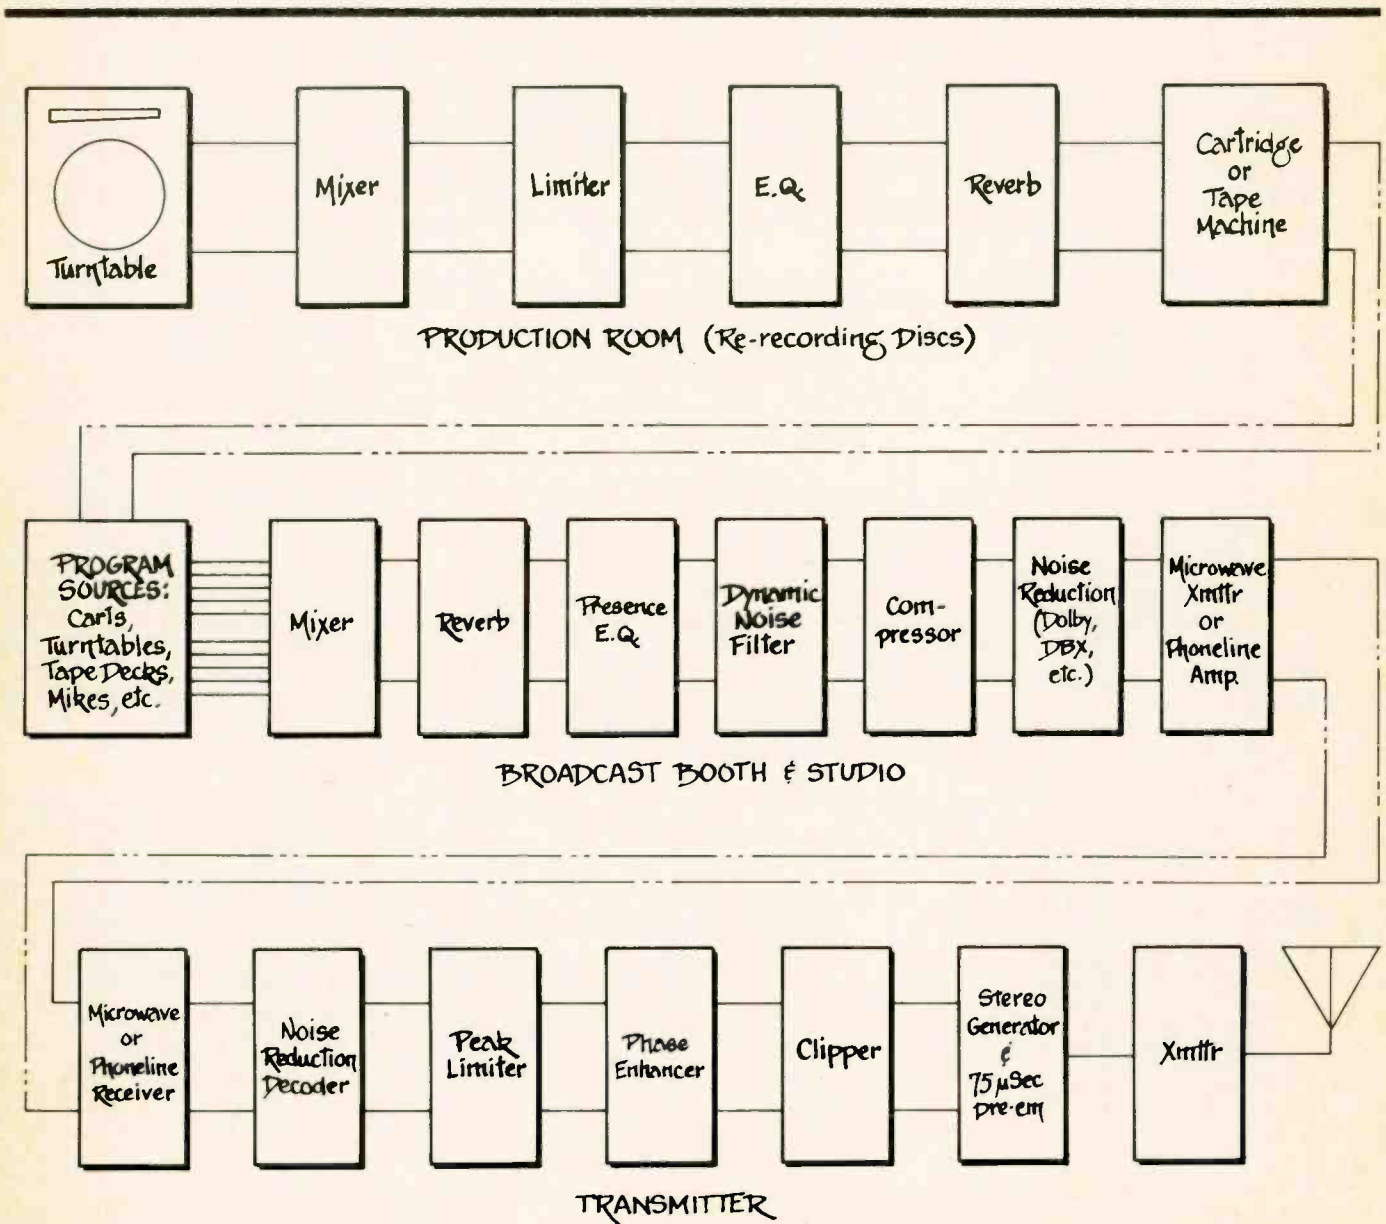 Turntable
Mixer
Limiter
E.Q.
Reverb
Cartridge
or
Tape
Machine
PRODUCTION ROOM (Re-recording Discs)
PROGRAM
SOURCES:
Carts,
Turntables,
Tape Decks,
Mikes, etc.
Mixer
Reverb
Presence
E.Q.
Dynamic
Noise
Filter
Com-
pressor
Noise
Reduction
(Dolby,
DBX,
etc.)
Microwave
Xmttr
or
Phoneline
Amp.
BROADCAST BOOTH & STUDIO
Microwave
or
Phoneline
Receiver
Noise
Reduction
Decoder
Peak
Limiter
Phase
Enhancer
Clipper
Stereo
Generator
&
75 µSec
pre-em
Xmttr
TRANSMITTER